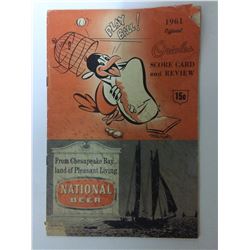 PLAY
BALL!
1961
Official
Orioles
SCORE CARD
and REVIEW
15¢
From Chesapeake Bay,
land of Pleasant Living
NATIONAL
BEER